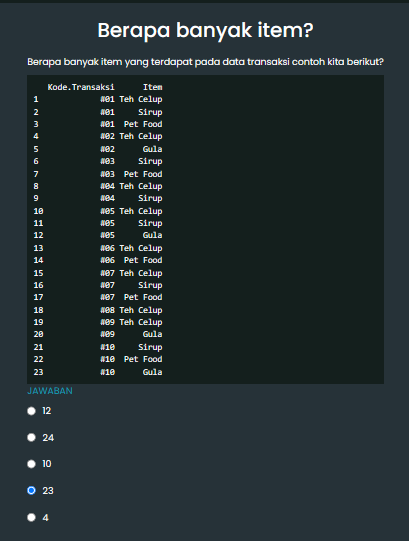 Berapa banyak item?
Berapa banyak item yang terdapat pada data transaksi contoh kita berikut?
Kode.Transaksi Item
1 #01 Teh Celup
2 #01 Sirup
3 #01 Pet Food
4 #02 Teh Celup
5 #02 Gula
6 #03 Sirup
7 #03 Pet Food
8 #04 Teh Celup
9 #04 Sirup
10 #05 Teh Celup
11 #05 Sirup
12 #05 Gula
13 #06 Teh Celup
14 #06 Pet Food
15 #07 Teh Celup
16 #07 Sirup
17 #07 Pet Food
18 #08 Teh Celup
19 #09 Teh Celup
20 #09 Gula
21 #10 Sirup
22 #10 Pet Food
23 #10 Gula
JAWABAN
12
24
10
23
4